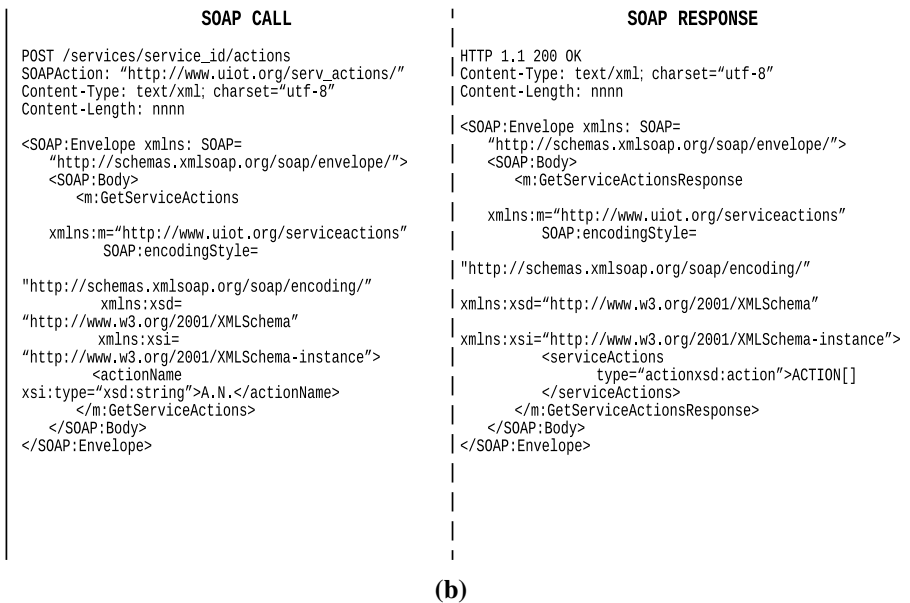 SOAP CALL
POST /services/service_id/actions
SOAPAction: “http://www.uiot.org/serv_actions/”
Content-Type: text/xml; charset=“utf-8”
Content-Length: nnnn
<SOAP:Envelope xmlns: SOAP=
“http://schemas.xmlsoap.org/soap/envelope/”>
<SOAP:Body>
<m:GetServiceActions
xmlns:m=“http://www.uiot.org/serviceactions”
SOAP:encodingStyle=
"http://schemas.xmlsoap.org/soap/encoding/”
xmlns:xsd=
“http://www.w3.org/2001/XMLSchema”
xmlns:xsi=
“http://www.w3.org/2001/XMLSchema-instance”>
<actionName
xsi:type=“xsd:string”>A.N.</actionName>
</m:GetServiceActions>
</SOAP:Body>
</SOAP:Envelope>
SOAP RESPONSE
HTTP 1.1 200 OK
Content-Type: text/xml; charset=“utf-8”
Content-Length: nnnn
<SOAP:Envelope xmlns: SOAP=
“http://schemas.xmlsoap.org/soap/envelope/”>
<SOAP:Body>
<m:GetServiceActionsResponse
xmlns:m=“http://www.uiot.org/serviceactions”
SOAP:encodingStyle=
"http://schemas.xmlsoap.org/soap/encoding/”
xmlns:xsd=“http://www.w3.org/2001/XMLSchema”
xmlns:xsi=“http://www.w3.org/2001/XMLSchema-instance”>
<serviceActions
type=“actionxsd:action”>ACTION[]
</serviceActions>
</m:GetServiceActionsResponse>
</SOAP:Body>
</SOAP:Envelope>
(b)